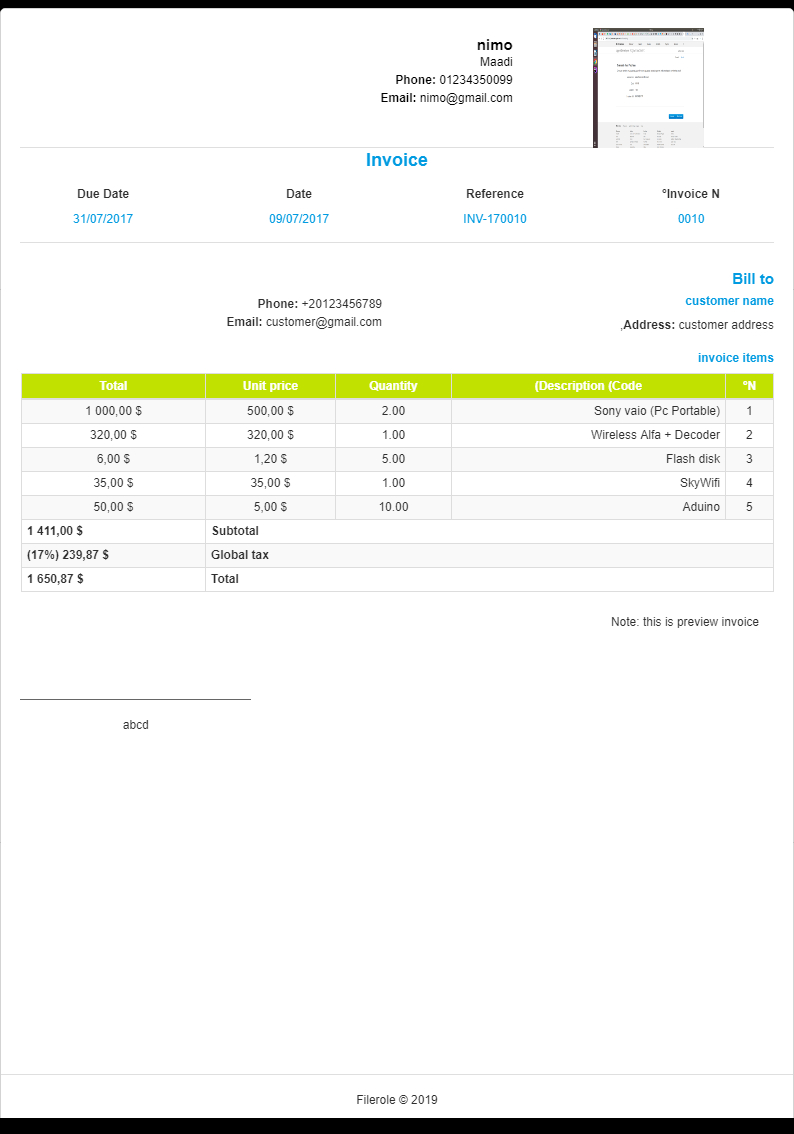 nimo
Maadi
Phone: 01234350099
Email: nimo@gmail.com
Invoice
Due Date Date Reference °Invoice N
31/07/2017 09/07/2017 INV-170010 0010
Bill to
customer name
Phone: +20123456789
Email: customer@gmail.com
,Address: customer address
invoice items
Total Unit price Quantity (Description (Code °N
1 000,00 $ 500,00 $ 2.00 Sony vaio (Pc Portable) 1
320,00 $ 320,00 $ 1.00 Wireless Alfa + Decoder 2
6,00 $ 1,20 $ 5.00 Flash disk 3
35,00 $ 35,00 $ 1.00 SkyWifi 4
50,00 $ 5,00 $ 10.00 Aduino 5
1 411,00 $ Subtotal
(17%) 239,87 $ Global tax
1 650,87 $ Total
Note: this is preview invoice
abcd
Filerole © 2019